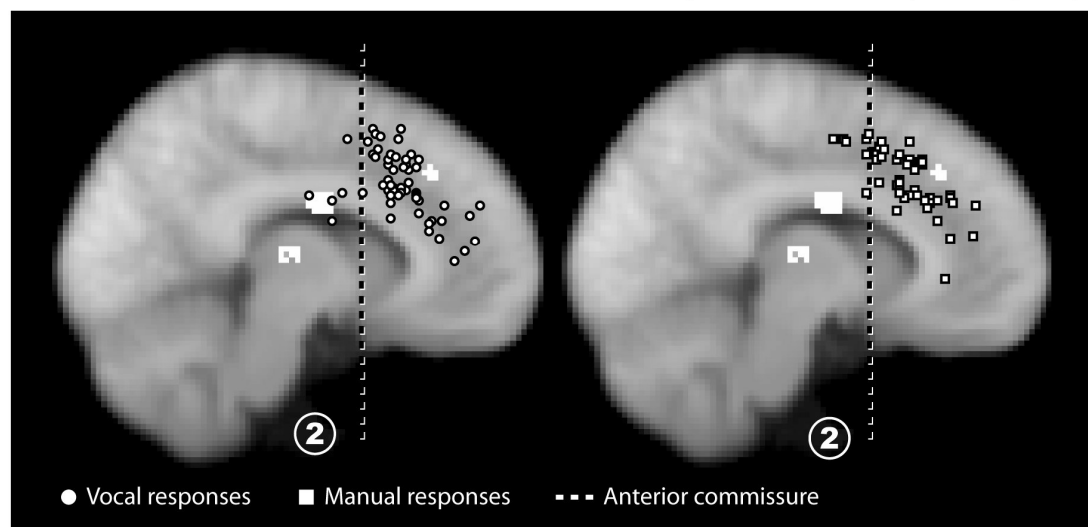 2
2
Vocal responses
Manual responses
Anterior commissure